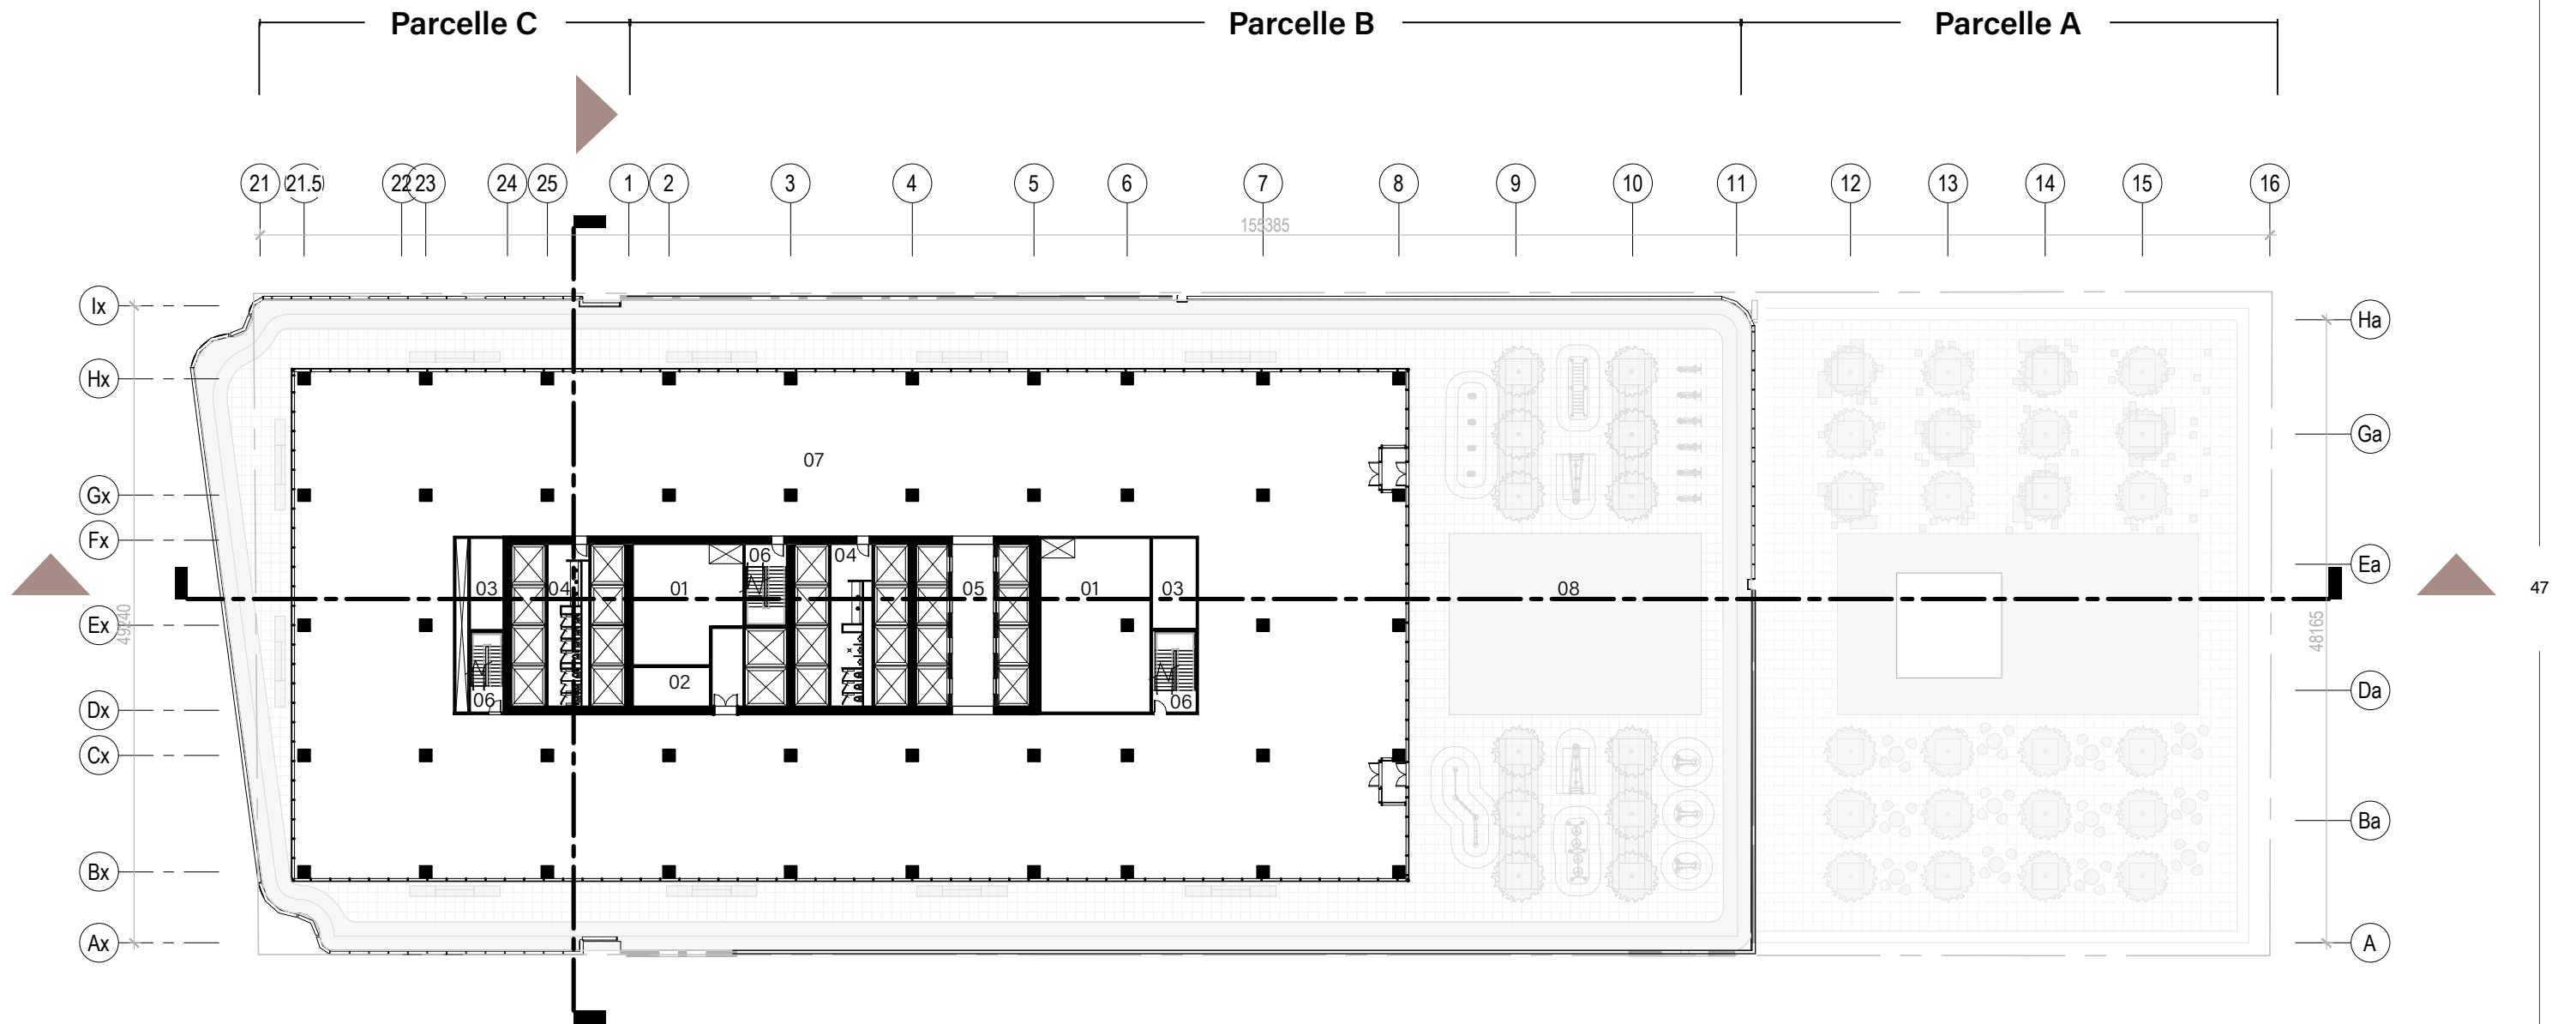 Parcelle C Parcelle B Parcelle A
21 21.5 22 23 24 25 1 2 3 4 5 6 7 8 9 10 11 12 13 14 15 16
155385
Ix
Ha
Hx
Ga
07
Gx
Fx
06 04
Ea
03 04 01 05 01 03 08 47
Ex
49240
48165
02
Da
06 06
Dx
Cx
Ba
Bx
Ax
A